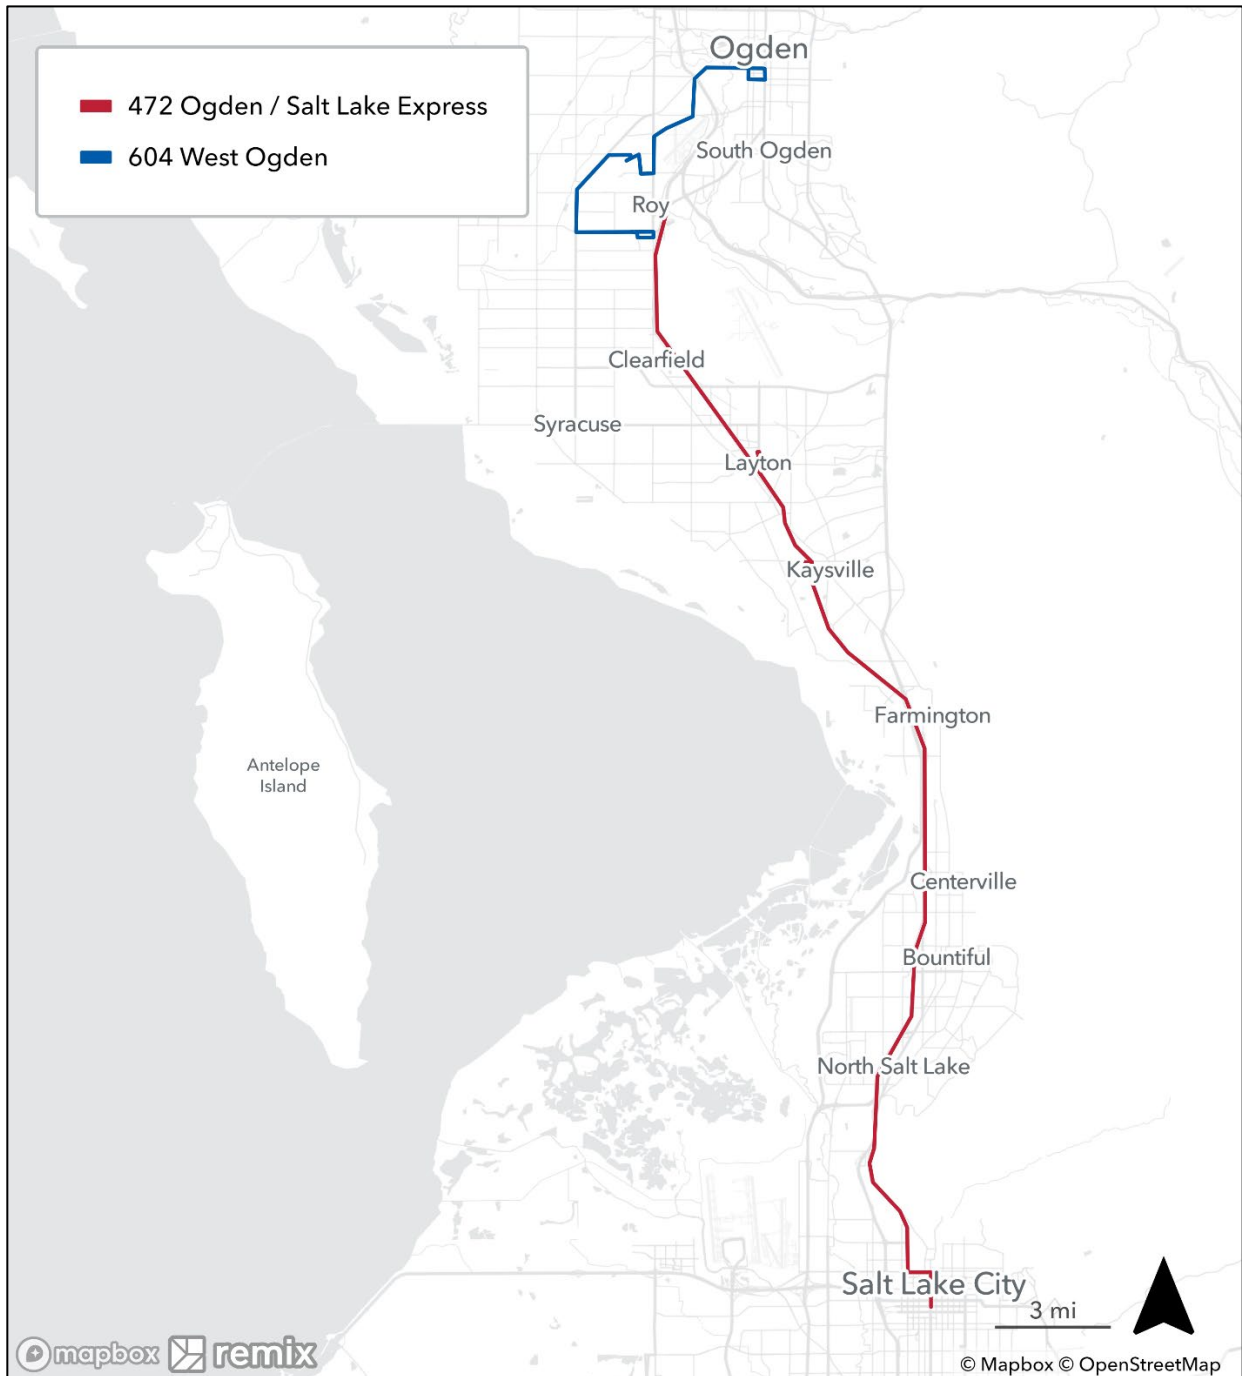 Ogden
472 Ogden / Salt Lake Express
604 West Ogden
South Ogden
Roy
Clearfield
Syracuse
Layton
Kaysville
Farmington
Antelope
Island
Centerville
Bountiful
North Salt Lake
Salt Lake City
3 mi
mapbox remix
© Mapbox © OpenStreetMap